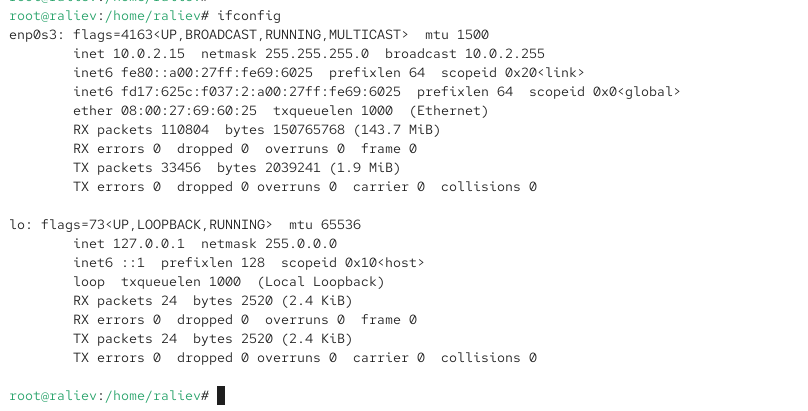 root@raliev:/home/raliev# ifconfig
enp0s3: flags=4163<UP,BROADCAST,RUNNING,MULTICAST>  mtu 1500
        inet 10.0.2.15  netmask 255.255.255.0  broadcast 10.0.2.255
        inet6 fe80::a00:27ff:fe69:6025  prefixlen 64  scopeid 0x20<link>
        inet6 fd17:625c:f037:2:a00:27ff:fe69:6025  prefixlen 64  scopeid 0x0<global>
        ether 08:00:27:69:60:25  txqueuelen 1000  (Ethernet)
        RX packets 110804  bytes 150765768 (143.7 MiB)
        RX errors 0  dropped 0  overruns 0  frame 0
        TX packets 33456  bytes 2039241 (1.9 MiB)
        TX errors 0  dropped 0 overruns 0  carrier 0  collisions 0

lo: flags=73<UP,LOOPBACK,RUNNING>  mtu 65536
        inet 127.0.0.1  netmask 255.0.0.0
        inet6 ::1  prefixlen 128  scopeid 0x10<host>
        loop  txqueuelen 1000  (Local Loopback)
        RX packets 24  bytes 2520 (2.4 KiB)
        RX errors 0  dropped 0  overruns 0  frame 0
        TX packets 24  bytes 2520 (2.4 KiB)
        TX errors 0  dropped 0 overruns 0  carrier 0  collisions 0

root@raliev:/home/raliev#